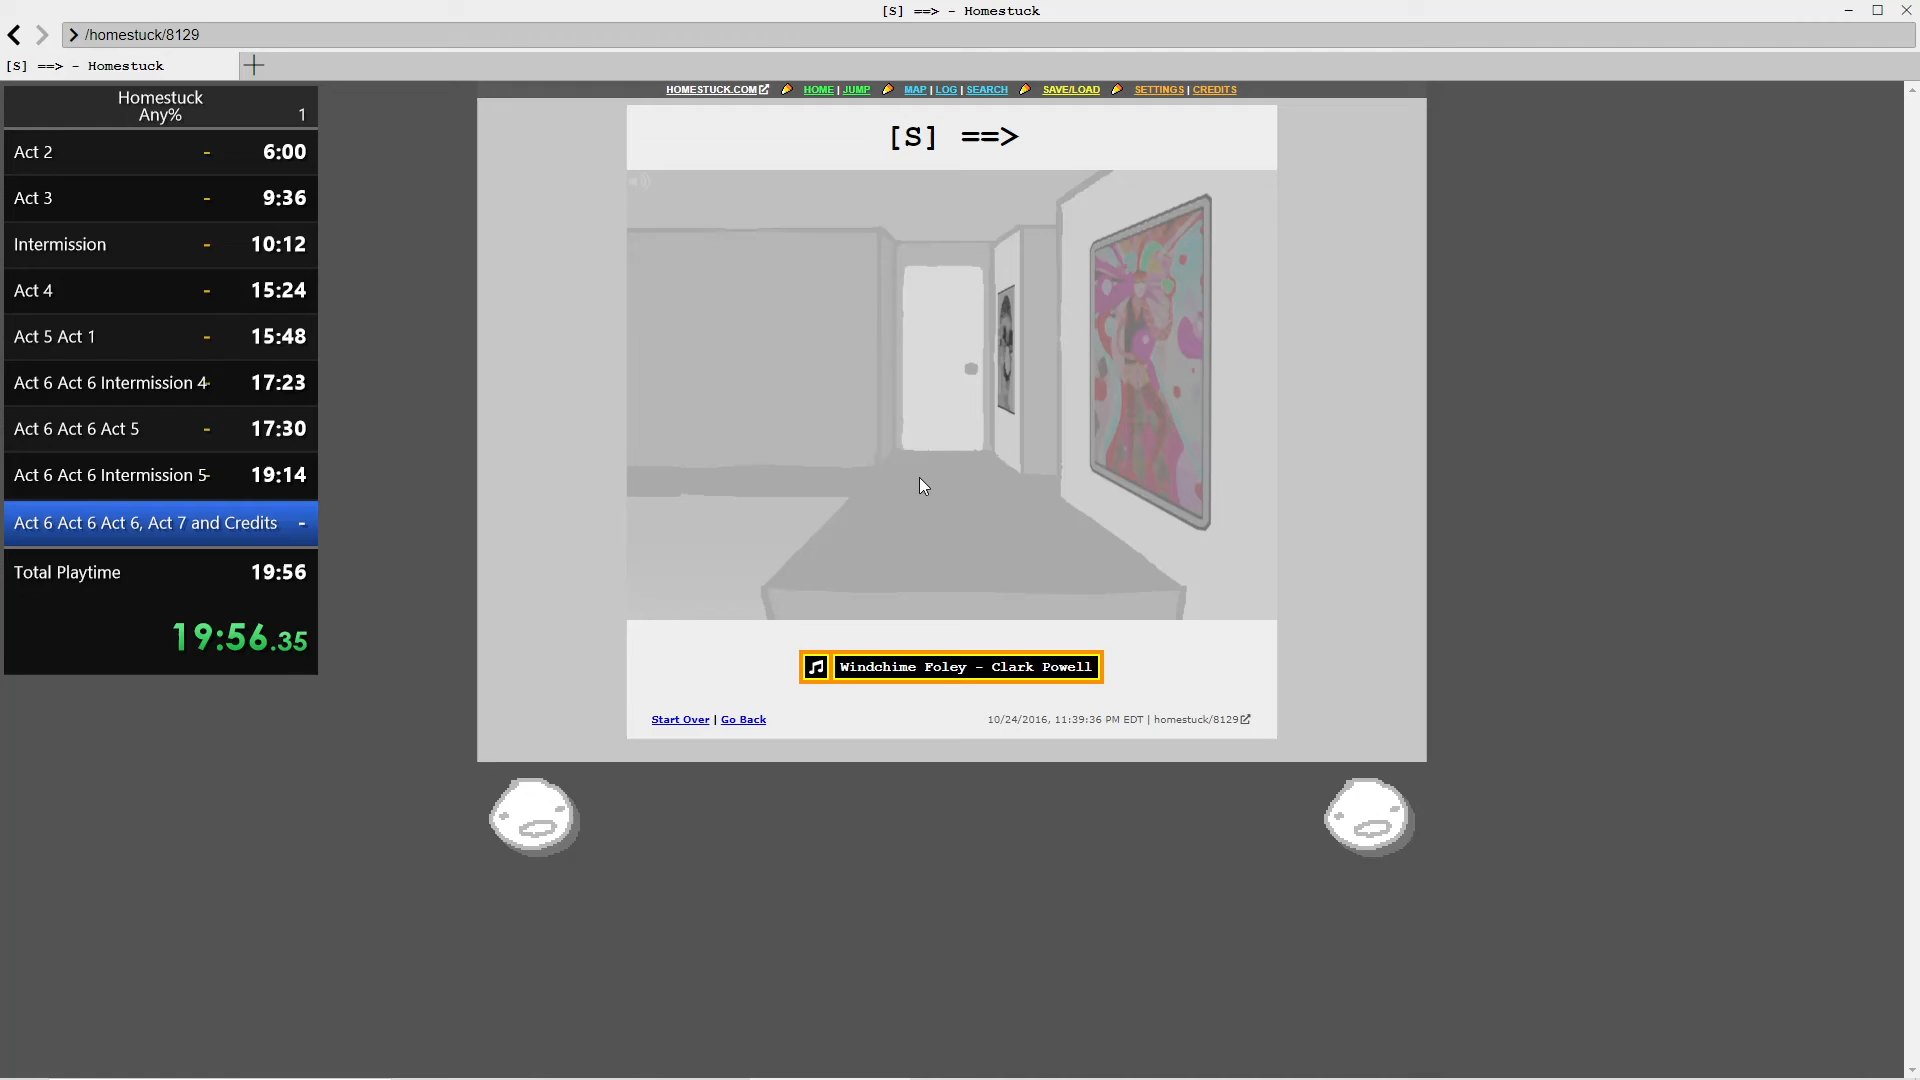 [S] ==> - Homestuck
/homestuck/8129
[S] ==> - Homestuck
HOMESTUCK.COM HOME | JUMP MAP | LOG | SEARCH SAVE/LOAD SETTINGS | CREDITS
Homestuck
Any% 1
Act 2 - 6:00
Act 3 - 9:36
Intermission - 10:12
Act 4 - 15:24
Act 5 Act 1 - 15:48
Act 6 Act 6 Intermission 4 - 17:23
Act 6 Act 6 Act 5 - 17:30
Act 6 Act 6 Intermission 5 - 19:14
Act 6 Act 6 Act 6, Act 7 and Credits -
Total Playtime 19:56
19:56.35
[S] ==>
Windchime Foley - Clark Powell
Start Over | Go Back 10/24/2016, 11:39:36 PM EDT | homestuck/8129